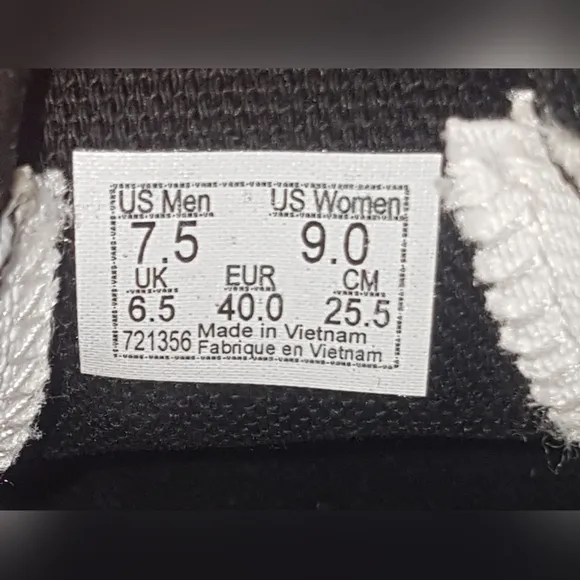 US Men US Women
7.5 9.0
UK EUR CM
6.5 40.0 25.5
721356 Made in Vietnam
Fabrique en Vietnam